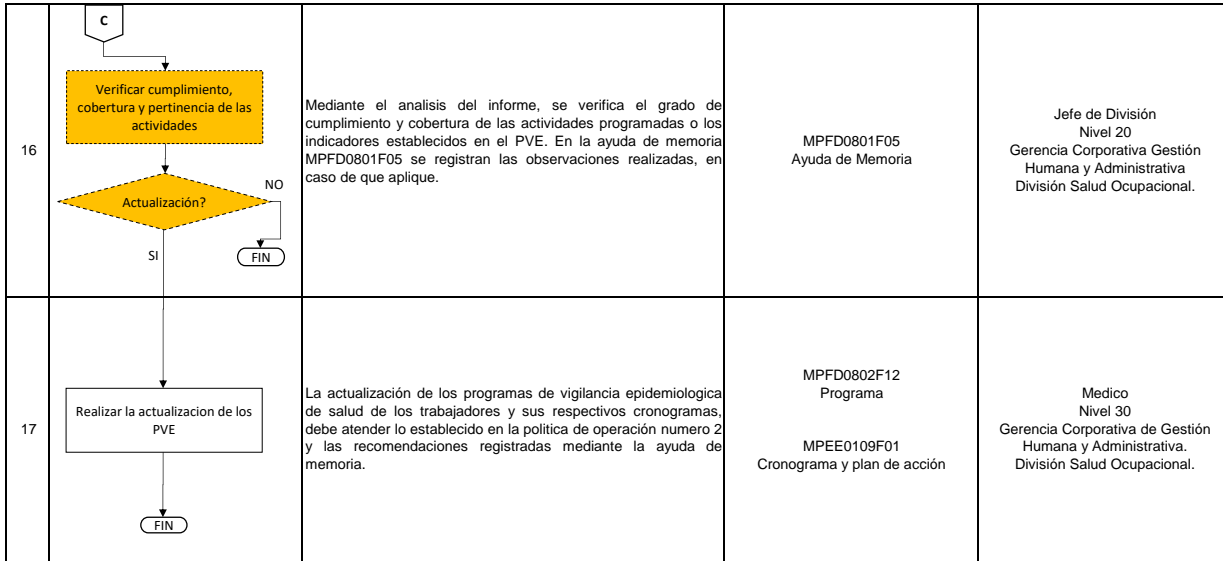 C
16
Verificar cumplimiento,
cobertura y pertinencia de las
actividades
Actualización?
NO
SI
FIN
Mediante el analisis del informe, se verifica el grado de
cumplimiento y cobertura de las actividades programadas o los
indicadores establecidos en el PVE. En la ayuda de memoria
MPFD0801F05 se registran las observaciones realizadas, en
caso de que aplique.
MPFD0801F05
Ayuda de Memoria
Jefe de División
Nivel 20
Gerencia Corporativa Gestión
Humana y Administrativa
División Salud Ocupacional.
17
Realizar la actualizacion de los
PVE
FIN
La actualización de los programas de vigilancia epidemiologica
de salud de los trabajadores y sus respectivos cronogramas,
debe atender lo establecido en la politica de operación numero 2
y las recomendaciones registradas mediante la ayuda de
memoria.
MPFD0802F12
Programa
MPEE0109F01
Cronograma y plan de acción
Medico
Nivel 30
Gerencia Corporativa de Gestión
Humana y Administrativa.
División Salud Ocupacional.